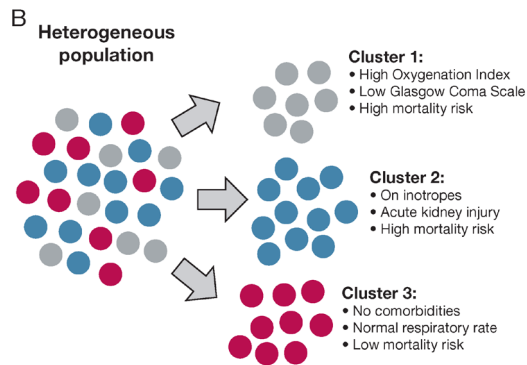 B
Heterogeneous
population
Cluster 1:
• High Oxygenation Index
• Low Glasgow Coma Scale
• High mortality risk
Cluster 2:
• On inotropes
• Acute kidney injury
• High mortality risk
Cluster 3:
• No comorbidities
• Normal respiratory rate
• Low mortality risk